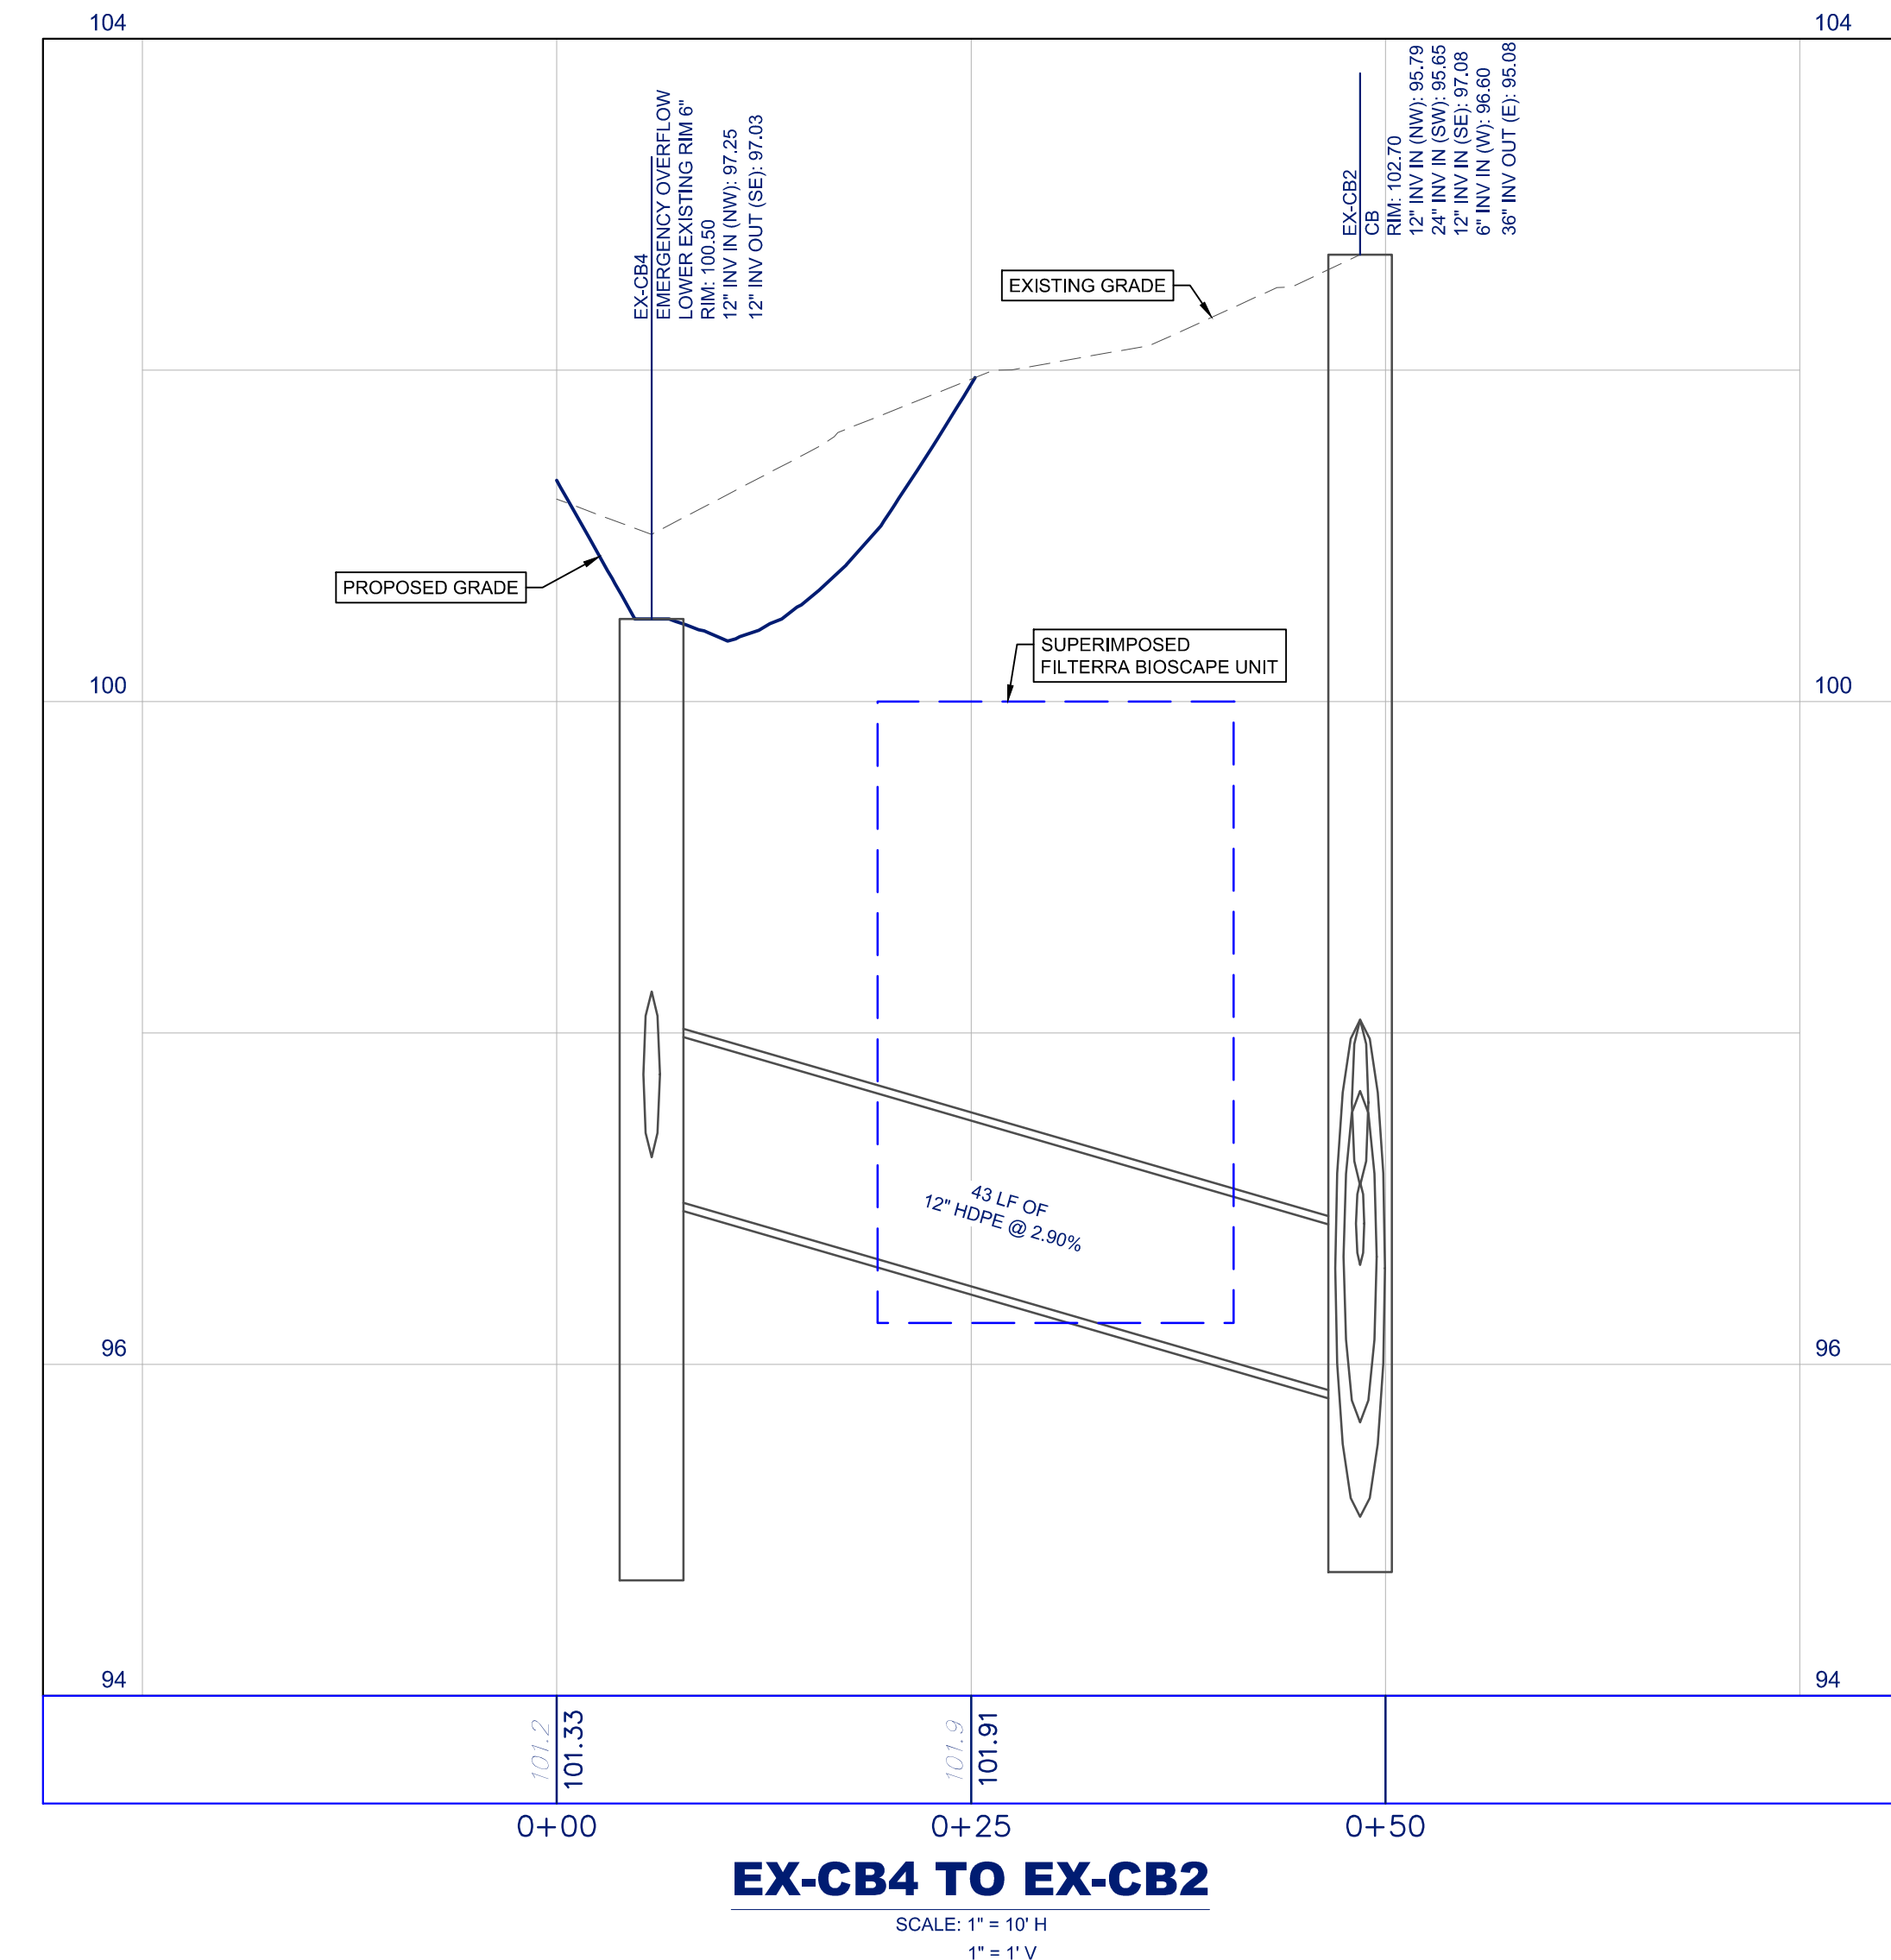 104
104
EX-CB4
EMERGENCY OVERFLOW
LOWER EXISTING RIM 6"
RIM: 100.50
12" INV IN (NW): 97.25
12" INV OUT (SE): 97.03
EX-CB2
CB
RIM: 102.70
12" INV IN (NW): 95.79
24" INV IN (SW): 95.65
12" INV IN (SE): 97.08
6" INV IN (W): 96.60
36" INV OUT (E): 95.08
EXISTING GRADE
PROPOSED GRADE
SUPERIMPOSED
FILTERRA BIOSCAPE UNIT
100
100
43 LF OF
12" HDPE @ 2.90%
96
96
94
94
101.2
101.33
101.9
101.91
0+00
0+25
0+50
EX-CB4 TO EX-CB2
SCALE: 1" = 10' H
1" = 1' V